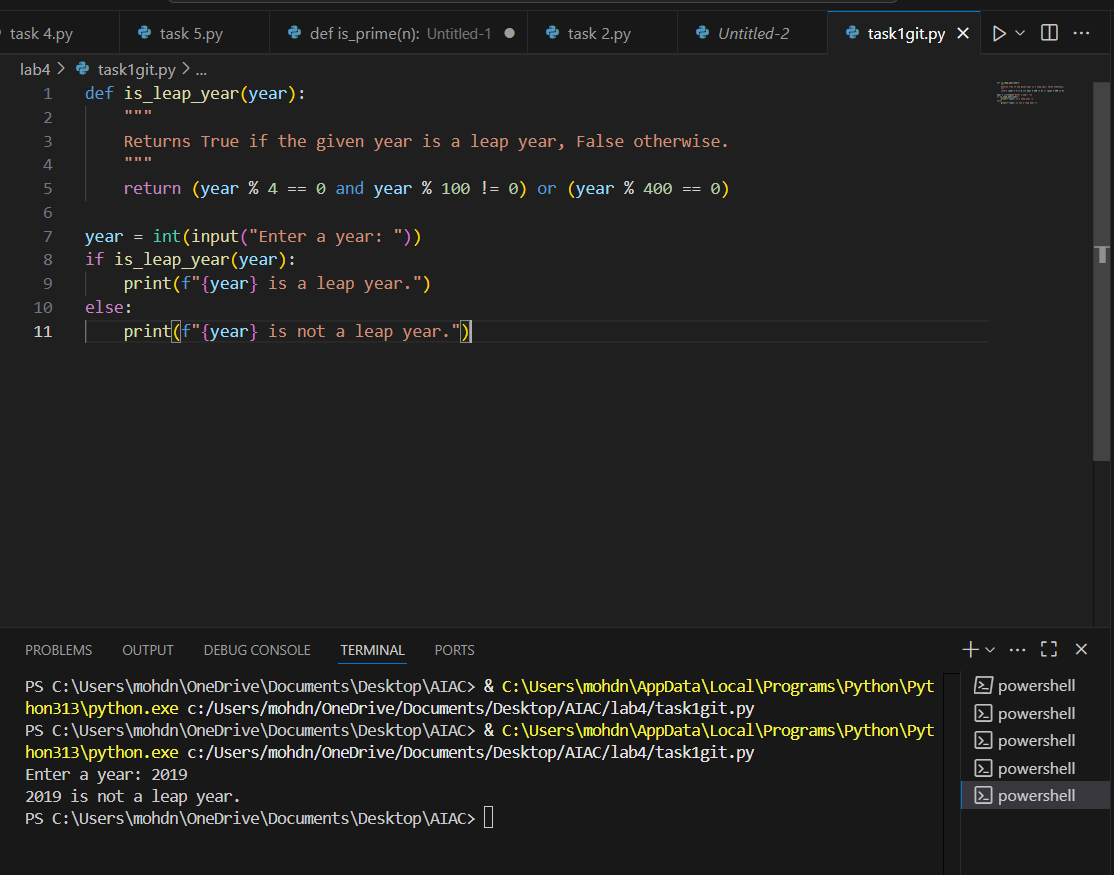 task 4.py task 5.py def is_prime(n): Untitled-1 task 2.py Untitled-2 task1git.py
lab4 > task1git.py > ...
1 def is_leap_year(year):
2     """
3     Returns True if the given year is a leap year, False otherwise.
4     """
5     return (year % 4 == 0 and year % 100 != 0) or (year % 400 == 0)
6
7 year = int(input("Enter a year: "))
8 if is_leap_year(year):
9     print(f"{year} is a leap year.")
10 else:
11     print(f"{year} is not a leap year.")
PROBLEMS OUTPUT DEBUG CONSOLE TERMINAL PORTS
PS C:\Users\mohdn\OneDrive\Documents\Desktop\AIAC> & C:\Users\mohdn\AppData\Local\Programs\Python\Pyt
hon313\python.exe c:/Users/mohdn/OneDrive/Documents/Desktop/AIAC/lab4/task1git.py
PS C:\Users\mohdn\OneDrive\Documents\Desktop\AIAC> & C:\Users\mohdn\AppData\Local\Programs\Python\Pyt
hon313\python.exe c:/Users/mohdn/OneDrive/Documents/Desktop/AIAC/lab4/task1git.py
Enter a year: 2019
2019 is not a leap year.
PS C:\Users\mohdn\OneDrive\Documents\Desktop\AIAC>
powershell
powershell
powershell
powershell
powershell